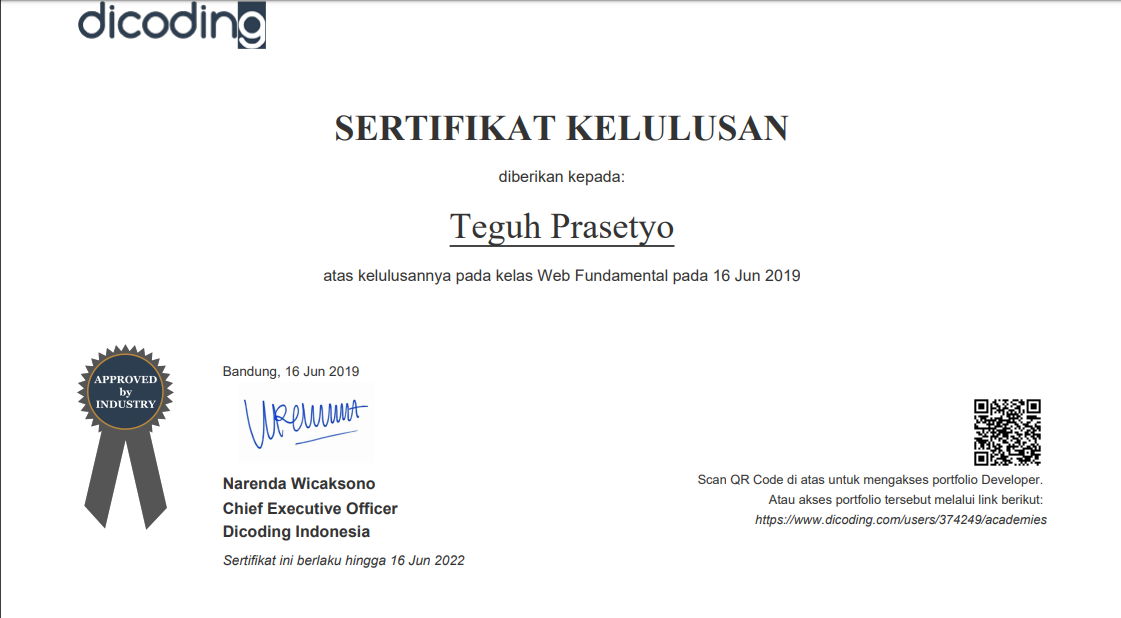 dicoding
SERTIFIKAT KELULUSAN
diberikan kepada:
Teguh Prasetyo
atas kelulusannya pada kelas Web Fundamental pada 16 Jun 2019
APPROVED
by
INDUSTRY
Bandung, 16 Jun 2019
Narenda Wicaksono
Chief Executive Officer
Dicoding Indonesia
Sertifikat ini berlaku hingga 16 Jun 2022
Scan QR Code di atas untuk mengakses portfolio Developer.
Atau akses portfolio tersebut melalui link berikut:
https://www.dicoding.com/users/374249/academies